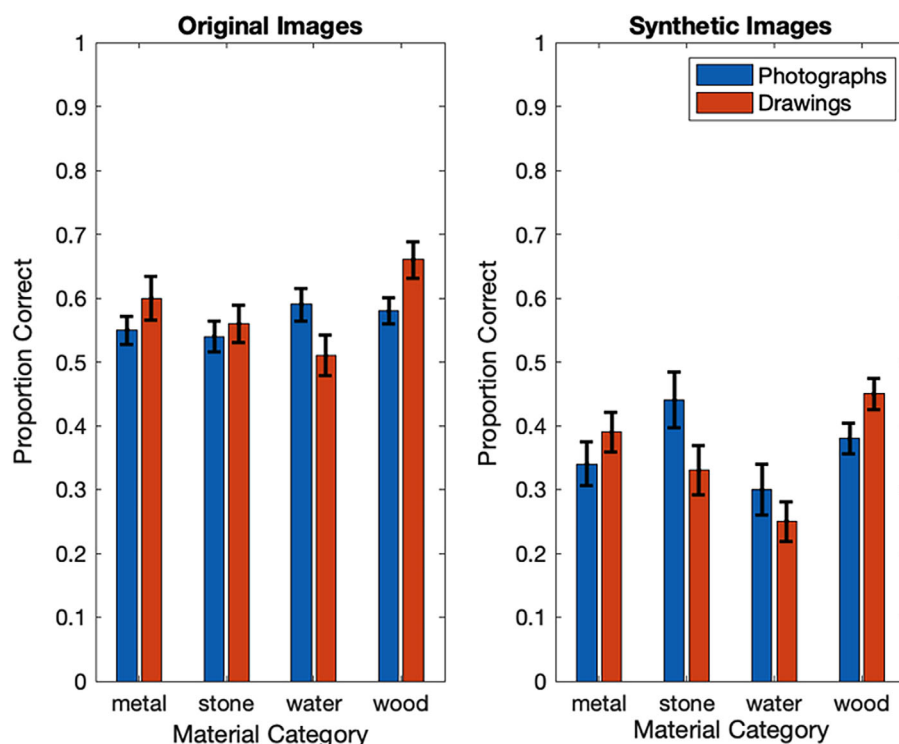 Original Images
Proportion Correct
1
0.9
0.8
0.7
0.6
0.5
0.4
0.3
0.2
0.1
0
metal stone water wood
Material Category
Synthetic Images
Photographs
Drawings
Proportion Correct
1
0.9
0.8
0.7
0.6
0.5
0.4
0.3
0.2
0.1
0
metal stone water wood
Material Category